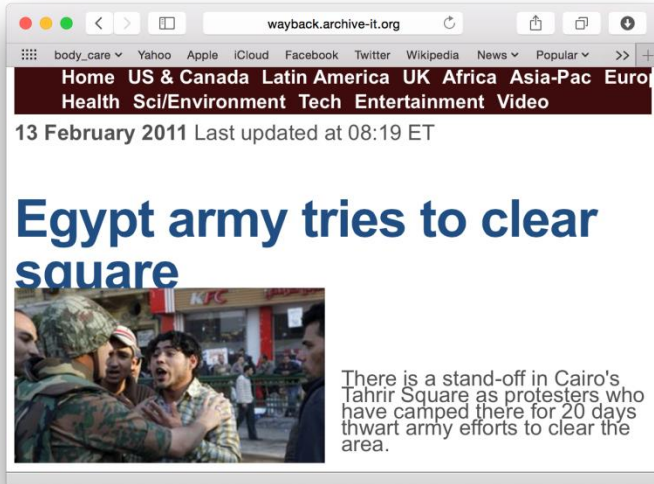 wayback.archive-it.org
body_care Yahoo Apple iCloud Facebook Twitter Wikipedia News Popular >>
Home US & Canada Latin America UK Africa Asia-Pac Europ
Health Sci/Environment Tech Entertainment Video
13 February 2011 Last updated at 08:19 ET
Egypt army tries to clear
square
KFC
There is a stand-off in Cairo's
Tahrir Square as protesters who
have camped there for 20 days
thwart army efforts to clear the
area.